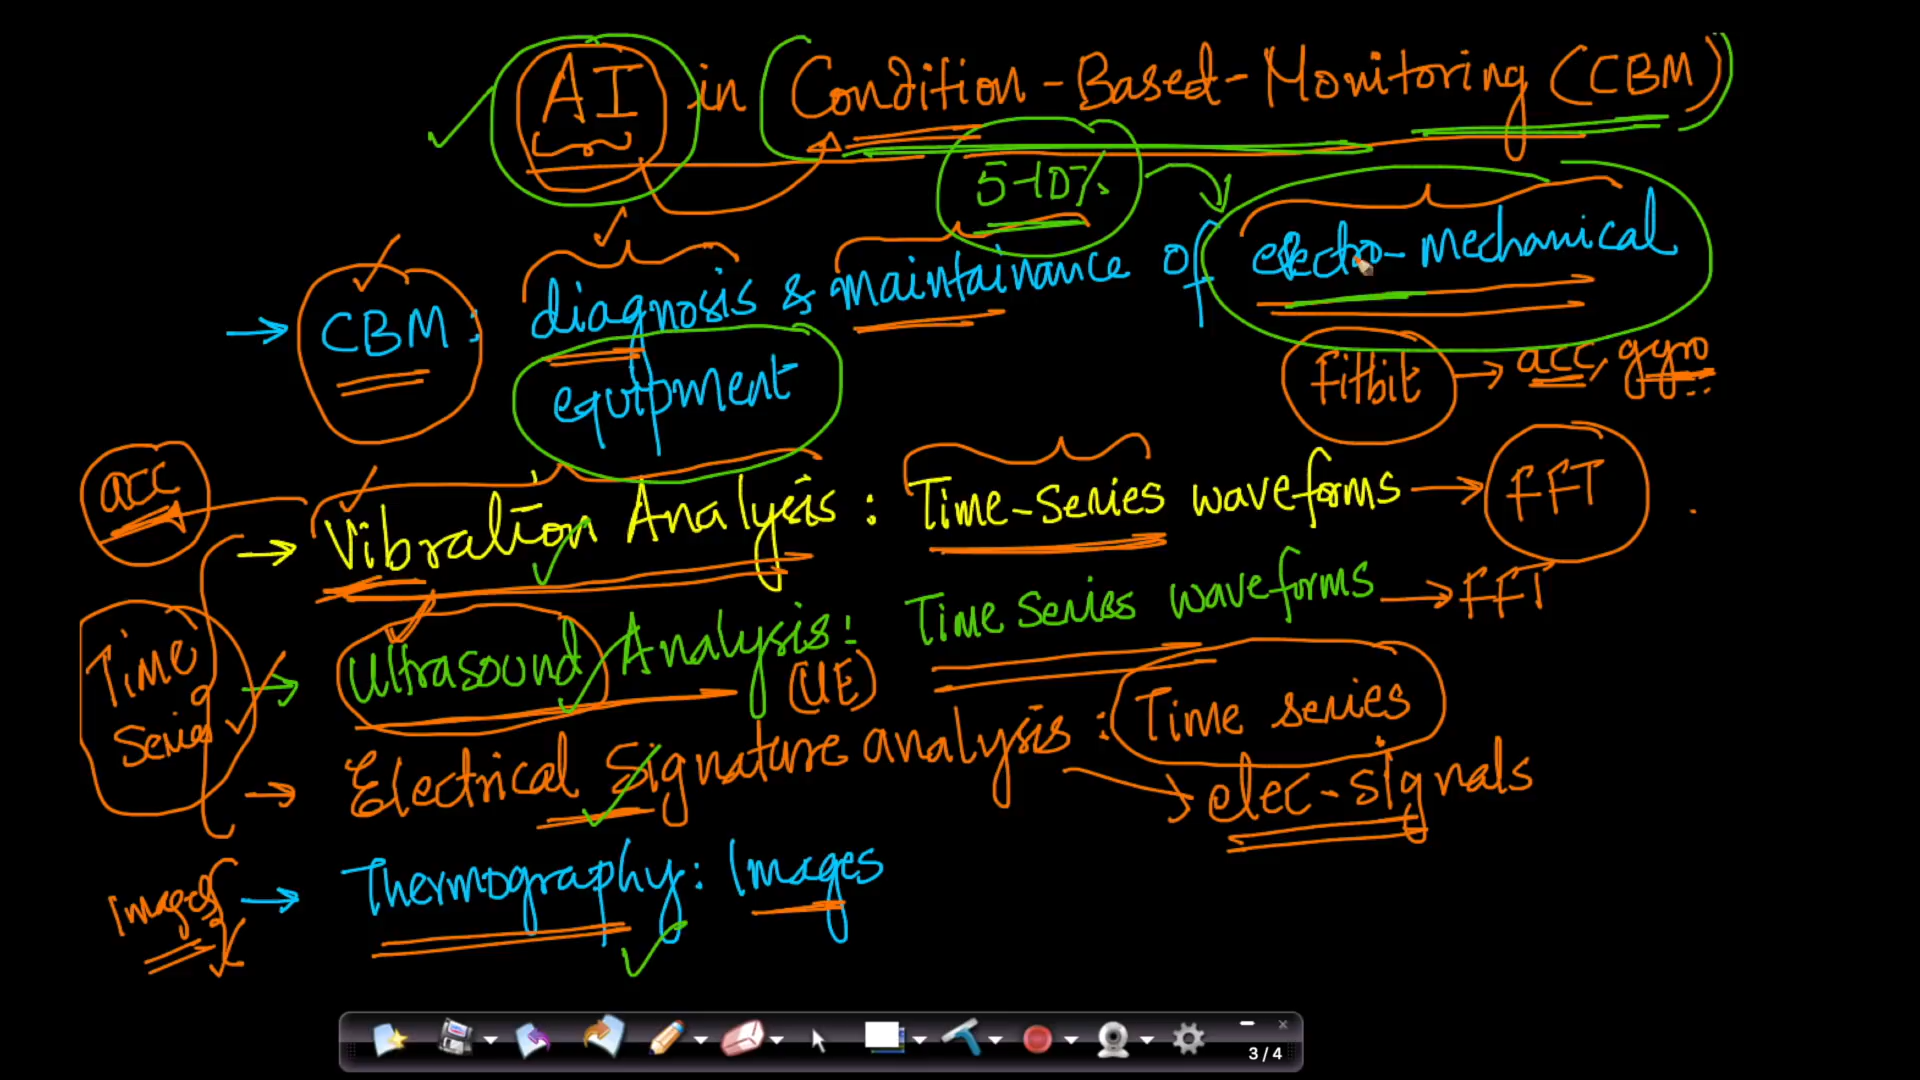 AI in Condition-Based-Monitoring (CBM)
5-10%
CBM: diagnosis & maintainance of electro-mechanical
equipment
Fitbit → acc, gyro
acc
→ Vibration Analysis: Time-Series waveforms → FFT
Time Series
→ Ultrasound Analysis: Time Series waveforms → FFT
(UE)
→ Electrical Signature analysis: Time series
→ elec-signals
Images → Thermography: Images
3/4